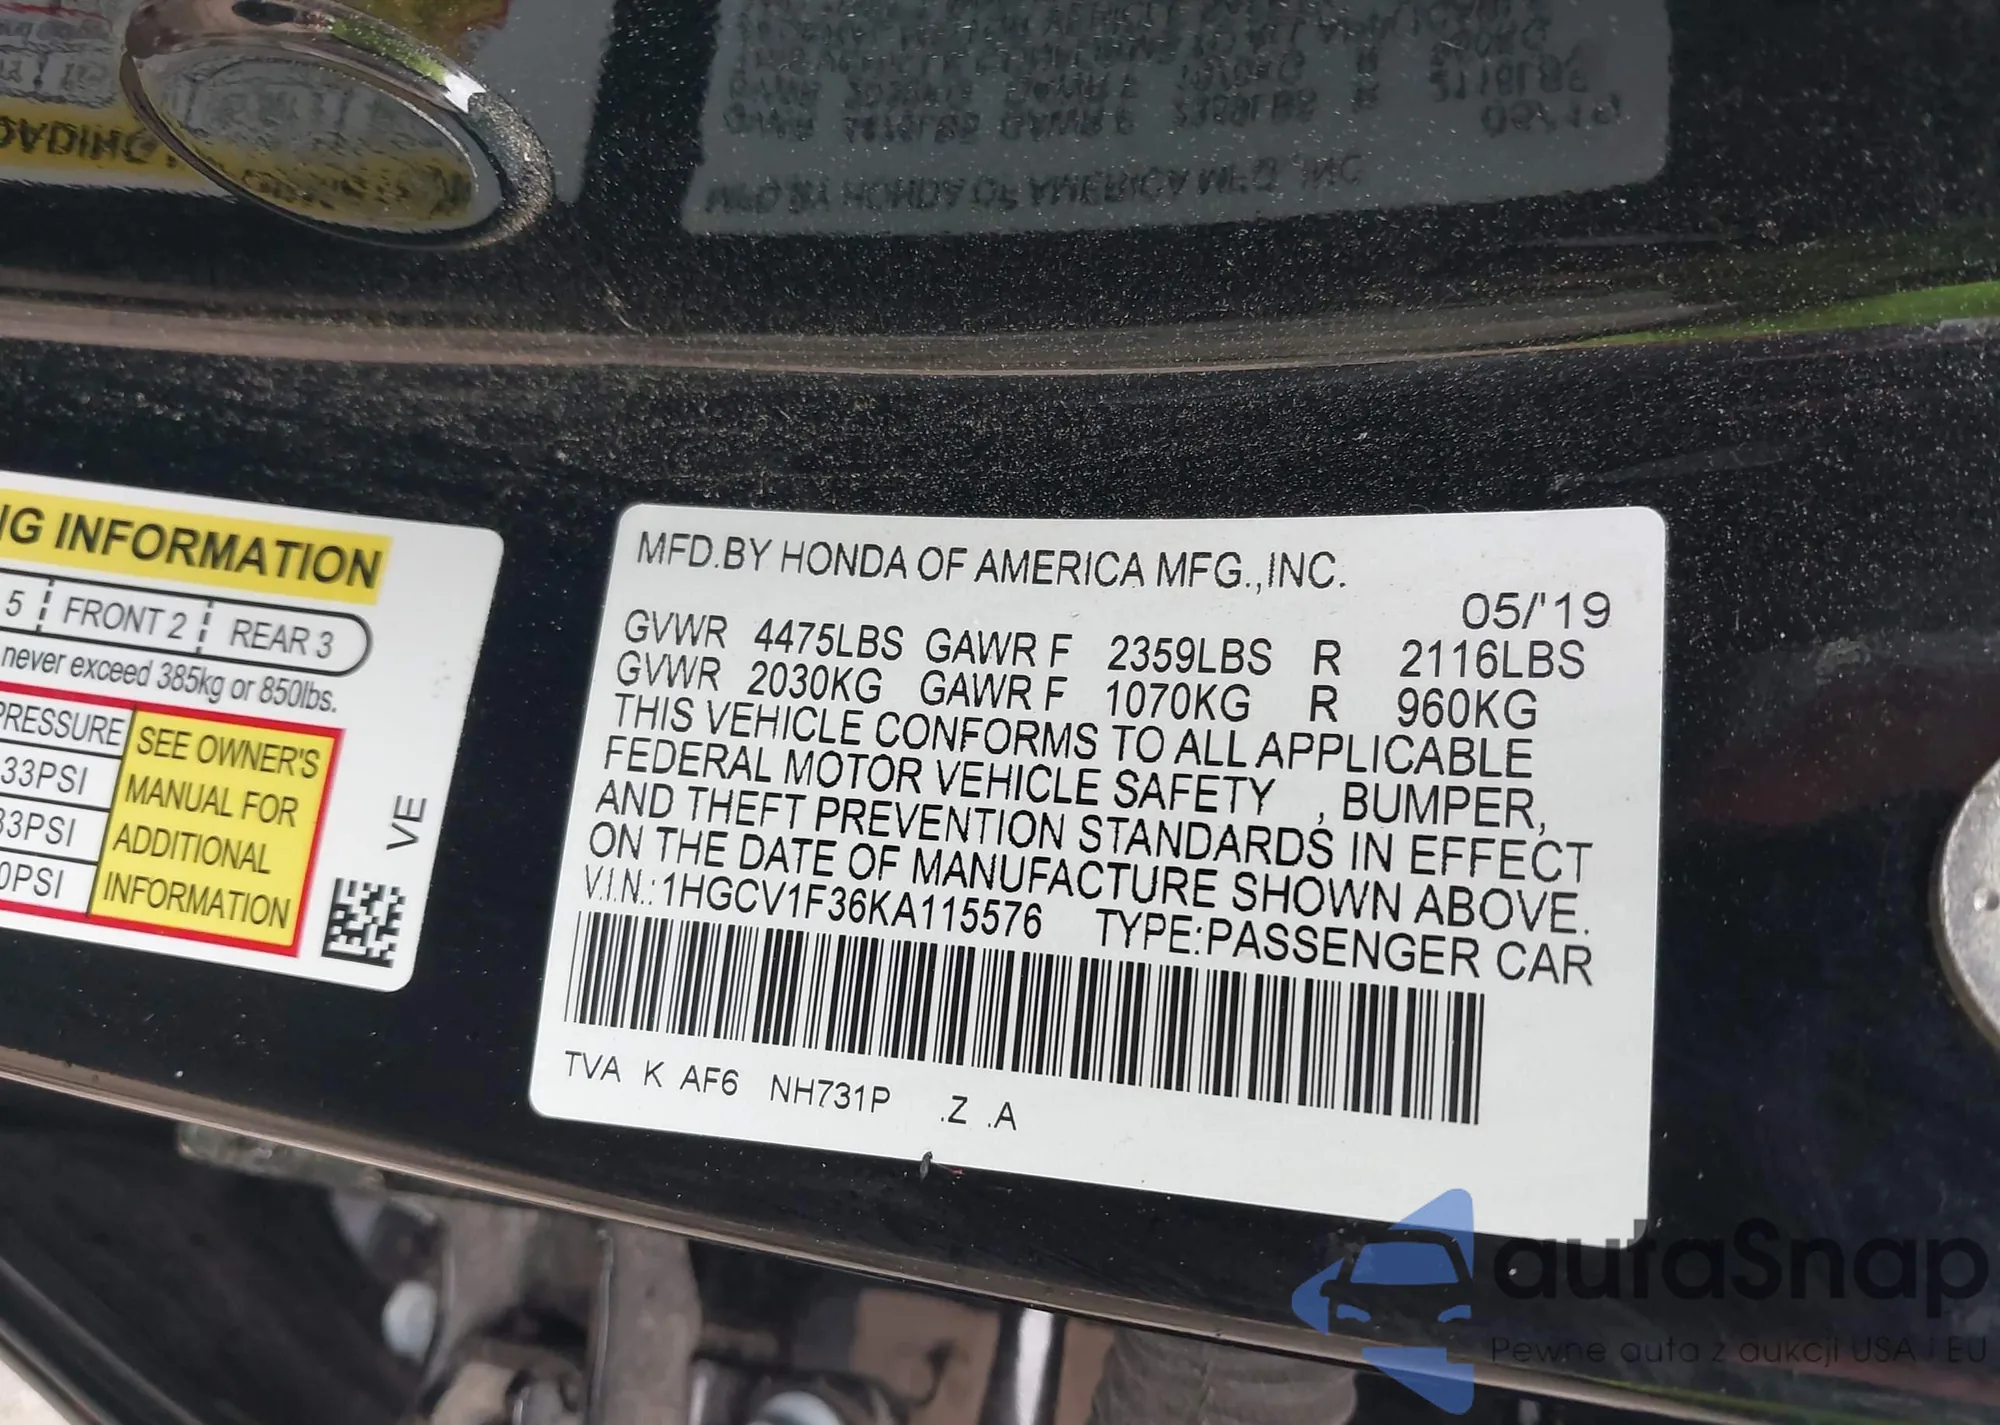 NG INFORMATION
5 FRONT 2 REAR 3
never exceed 385kg or 850lbs.
PRESSURE
33PSI
33PSI
0PSI
SEE OWNER'S
MANUAL FOR
ADDITIONAL
INFORMATION
VE
MFD.BY HONDA OF AMERICA MFG.,INC.
05/'19
GVWR 4475LBS GAWR F 2359LBS R 2116LBS
GVWR 2030KG GAWR F 1070KG R 960KG
THIS VEHICLE CONFORMS TO ALL APPLICABLE
FEDERAL MOTOR VEHICLE SAFETY , BUMPER,
AND THEFT PREVENTION STANDARDS IN EFFECT
ON THE DATE OF MANUFACTURE SHOWN ABOVE.
V.I.N.: 1HGCV1F36KA115576 TYPE:PASSENGER CAR
TVA K AF6 NH731P .Z .A
autaSnap
Pewne auta z aukcji USA i EU